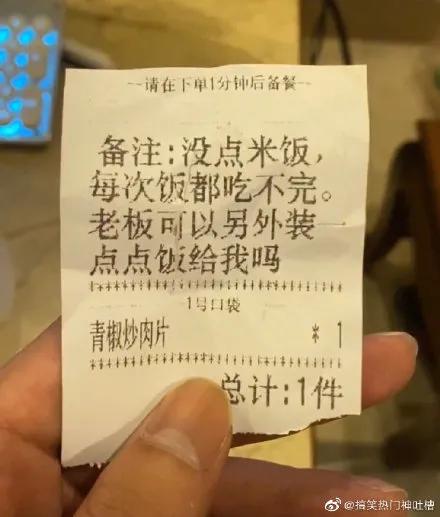 --请在下单1分钟后备餐--
备注:没点米饭,
每次饭都吃不完。
老板可以另外装一
点点饭给我吗
1号口袋
青椒炒肉片 * 1
总计:1件
@搞笑热门神吐槽